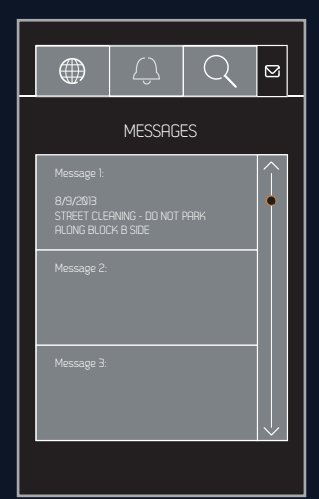 MESSAGES
Message 1:
8/9/2013
STREET CLEANING - DO NOT PARK
ALONG BLOCK B SIDE
Message 2:
Message 3: